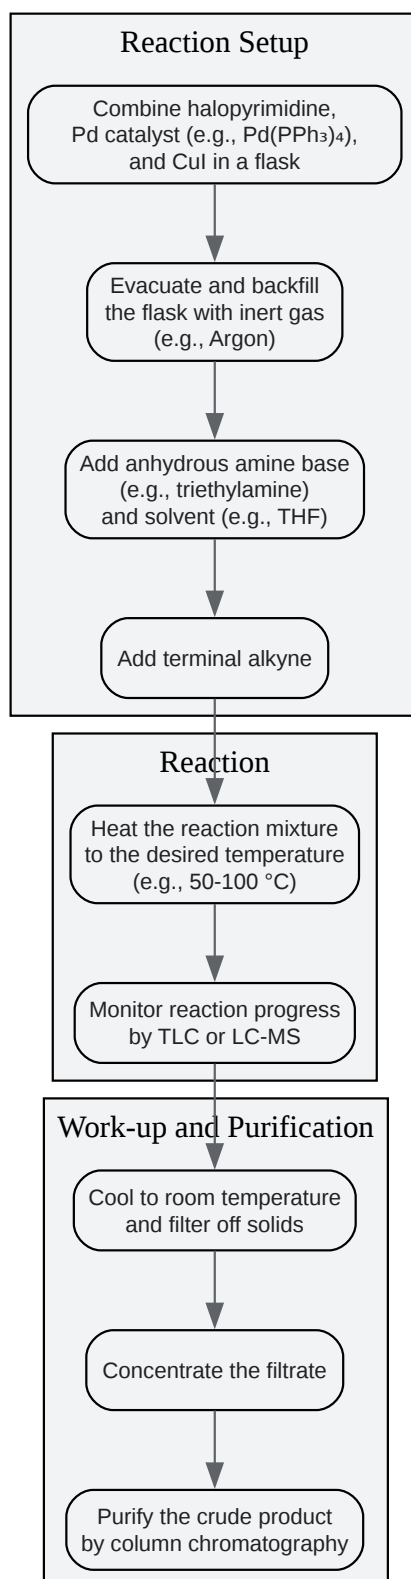 Reaction Setup
Combine halopyrimidine,
Pd catalyst (e.g., Pd(PPh₃)₄),
and CuI in a flask
Evacuate and backfill
the flask with inert gas
(e.g., Argon)
Add anhydrous amine base
(e.g., triethylamine)
and solvent (e.g., THF)
Add terminal alkyne
Reaction
Heat the reaction mixture
to the desired temperature
(e.g., 50-100 °C)
Monitor reaction progress
by TLC or LC-MS
Work-up and Purification
Cool to room temperature
and filter off solids
Concentrate the filtrate
Purify the crude product
by column chromatography